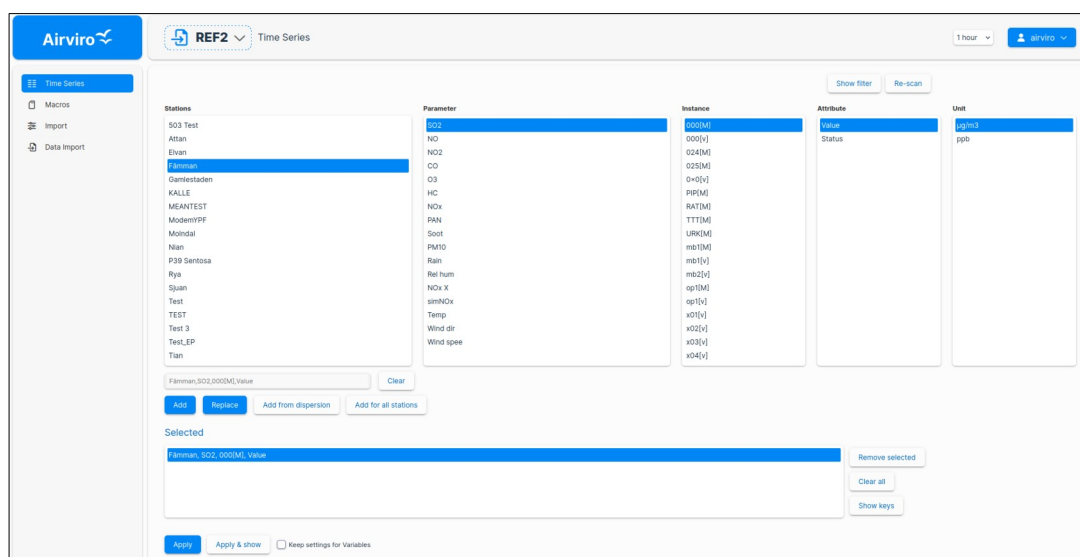 Airviro
REF2
Time Series
1 hour
airviro
Time Series
Macros
Import
Data Import
Show filter
Re-scan
Stations
503 Test
Attan
Elvan
Fämman
Gamlestaden
KALLE
MEANTEST
ModemYPF
Molndal
Nian
P39 Sentosa
Rya
Sjuan
Test
TEST
Test 3
Test_EP
Tian
Parameter
SO2
NO
NO2
CO
O3
HC
NOx
PAN
Soot
PM10
Rain
Rel hum
NOx X
simNOx
Temp
Wind dir
Wind spee
Instance
000[M]
000[v]
024[M]
025[M]
0+0[v]
PIP[M]
RAT[M]
TTT[M]
URK[M]
mb1[M]
mb1[v]
mb2[v]
op1[M]
op1[v]
x01[v]
x02[v]
x03[v]
x04[v]
Attribute
Value
Status
Unit
µg/m3
ppb
Fämman,SO2,000[M],Value
Clear
Add
Replace
Add from dispersion
Add for all stations
Selected
Fämman, SO2, 000[M], Value
Remove selected
Clear all
Show keys
Apply
Apply & show
Keep settings for Variables